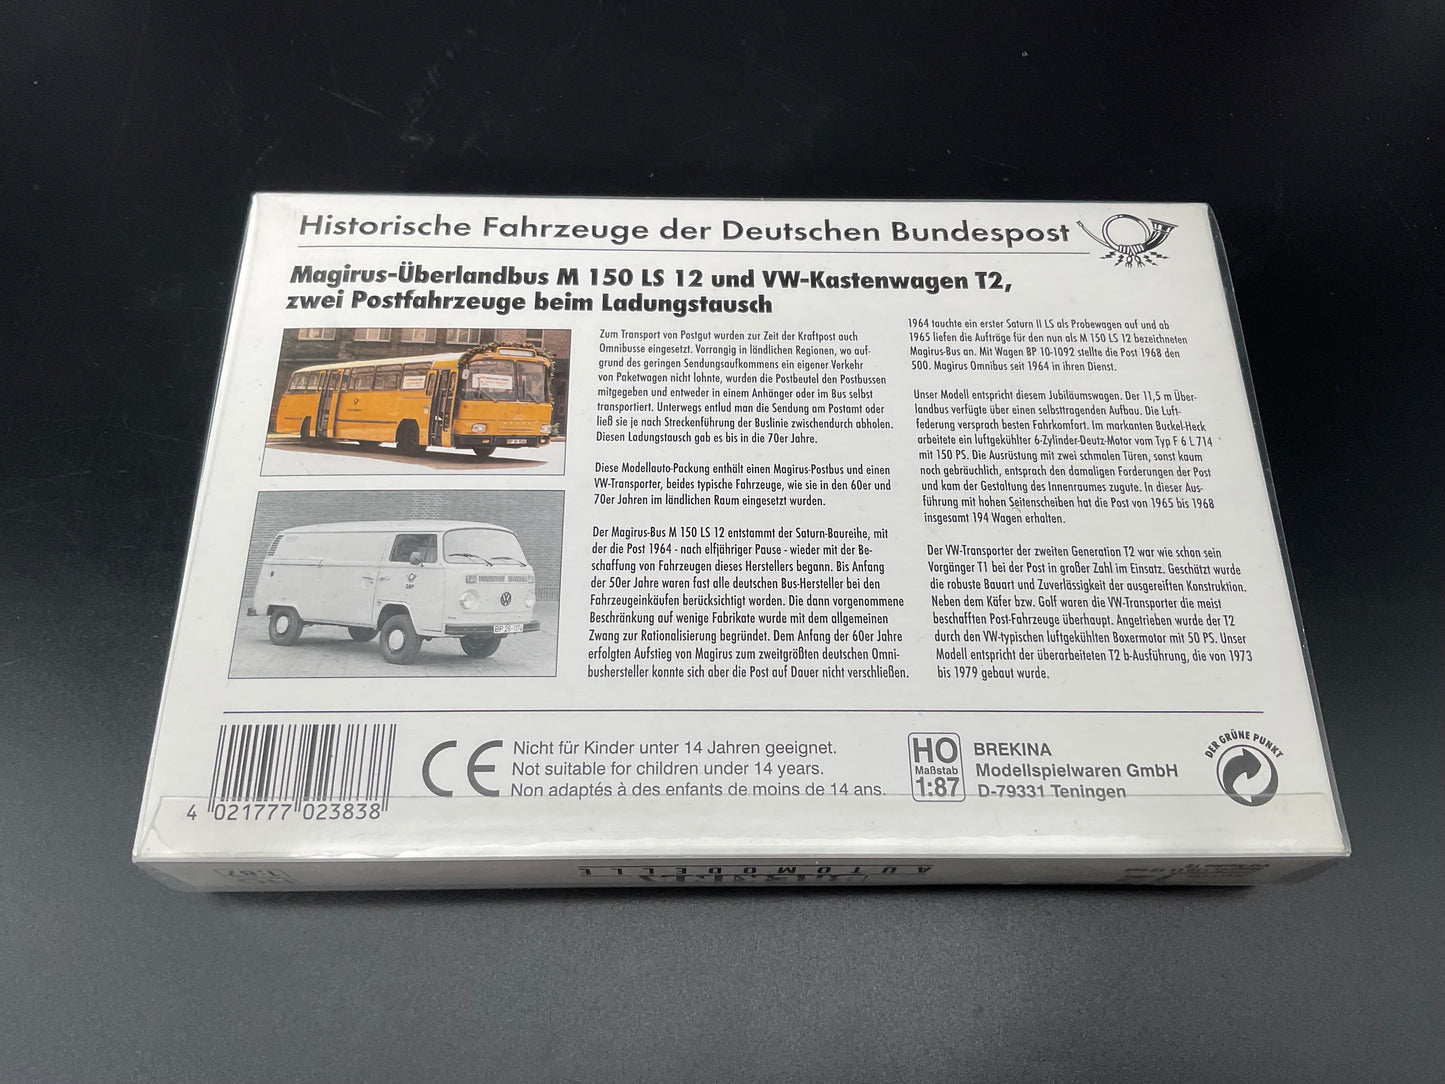 Historische Fahrzeuge der Deutschen Bundespost
Magirus-Überlandbus M 150 LS 12 und VW-Kastenwagen T2,
zwei Postfahrzeuge beim Ladungstausch
Zum Transport von Postgut wurden zur Zeit der Kraftpost auch
Omnibusse eingesetzt. Vorrangig in ländlichen Regionen, wo auf-
grund des geringen Sendungsaufkommens ein eigener Verkehr
von Paketwagen nicht lohnte, wurden die Postbeutel den Postbussen
mitgegeben und entweder in einem Anhänger oder im Bus selbst
transportiert. Unterwegs entlud man die Sendung am Postamt oder
ließ sie je nach Streckenführung der Buslinie zwischendurch abholen.
Diesen Ladungstausch gab es bis in die 70er Jahre.
Diese Modellauto-Packung enthält einen Magirus-Postbus und einen
VW-Transporter, beides typische Fahrzeuge, wie sie in den 60er und
70er Jahren im ländlichen Raum eingesetzt wurden.
Der Magirus-Bus M 150 LS 12 entstammt der Saturn-Baureihe, mit
der die Post 1964 - nach elfjähriger Pause - wieder mit der Be-
schaffung von Fahrzeugen dieses Herstellers begann. Bis Anfang
der 50er Jahre waren fast alle deutschen Bus-Hersteller bei den
Fahrzeugeinkäufen berücksichtigt worden. Die dann vorgenommene
Beschränkung auf wenige Fabrikate wurde mit dem allgemeinen
Zwang zur Rationalisierung begründet. Dem Anfang der 60er Jahre
erfolgten Aufstieg von Magirus zum zweitgrößten deutschen Omni-
bushersteller konnte sich aber die Post auf Dauer nicht verschließen.
1964 tauchte ein erster Saturn II LS als Probewagen auf und ab
1965 liefen die Aufträge für den nun als M 150 LS 12 bezeichneten
Magirus-Bus an. Mit Wagen BP 10-1092 stellte die Post 1968 den
500. Magirus Omnibus seit 1964 in ihren Dienst.
Unser Modell entspricht diesem Jubiläumswagen. Der 11,5 m Über-
landbus verfügte über einen selbsttragenden Aufbau. Die Luft-
federung versprach besten Fahrkomfort. Im markanten Buckel-Heck
arbeitete ein luftgekühlter 6-Zylinder-Deutz-Motor vom Typ F 6 L 714
mit 150 PS. Die Ausrüstung mit zwei schmalen Türen, sonst kaum
noch gebräuchlich, entsprach den damaligen Forderungen der Post
und kam der Gestaltung des Innenraumes zugute. In dieser Aus-
führung mit hohen Seitenscheiben hat die Post von 1965 bis 1968
insgesamt 194 Wagen erhalten.
Der VW-Transporter der zweiten Generation T2 war wie schon sein
Vorgänger T1 bei der Post in großer Zahl im Einsatz. Geschätzt wurde
die robuste Bauart und Zuverlässigkeit der ausgereiften Konstruktion.
Neben dem Käfer bzw. Golf waren die VW-Transporter die meist
beschafften Post-Fahrzeuge überhaupt. Angetrieben wurde der T2
durch den VW-typischen luftgekühlten Boxermotor mit 50 PS. Unser
Modell entspricht der überarbeiteten T2 b-Ausführung, die von 1973
bis 1979 gebaut wurde.
4 021777 023838
CE
Nicht für Kinder unter 14 Jahren geeignet.
Not suitable for children under 14 years.
Non adaptés à des enfants de moins de 14 ans.
HO
Maßstab
1:87
BREKINA
Modellspielwaren GmbH
D-79331 Teningen
DER GRÜNE PUNKT
AUTOMODELLE
1:87